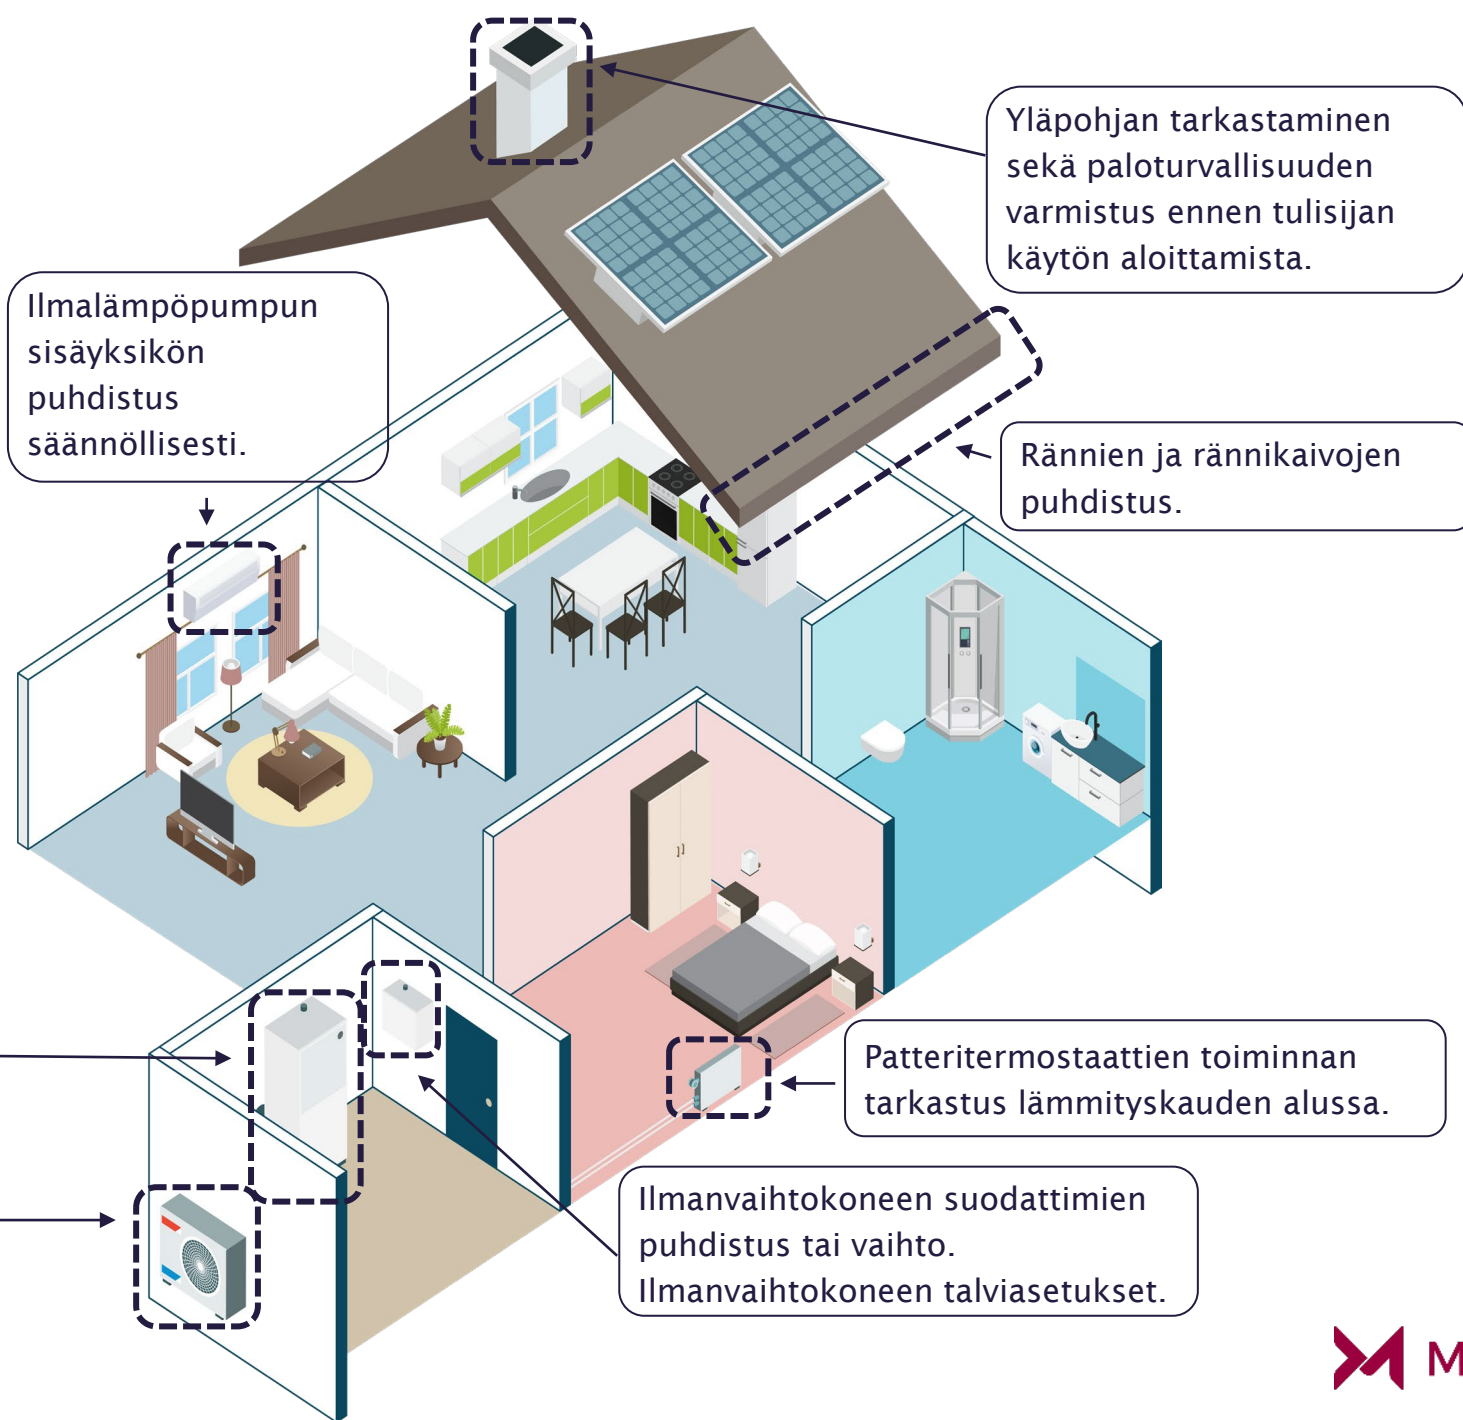 Yläpohjan tarkastaminen
sekä paloturvallisuuden
varmistus ennen tulisijan
käytön aloittamista.
Ilmalämpöpumpun
sisäyksikön
puhdistus
säännöllisesti.
Rännien ja rännikaivojen
puhdistus.
Patteritermostaattien toiminnan
tarkastus lämmityskauden alussa.
Ilmanvaihtokoneen suodattimien
puhdistus tai vaihto.
Ilmanvaihtokoneen talviasetukset.
M